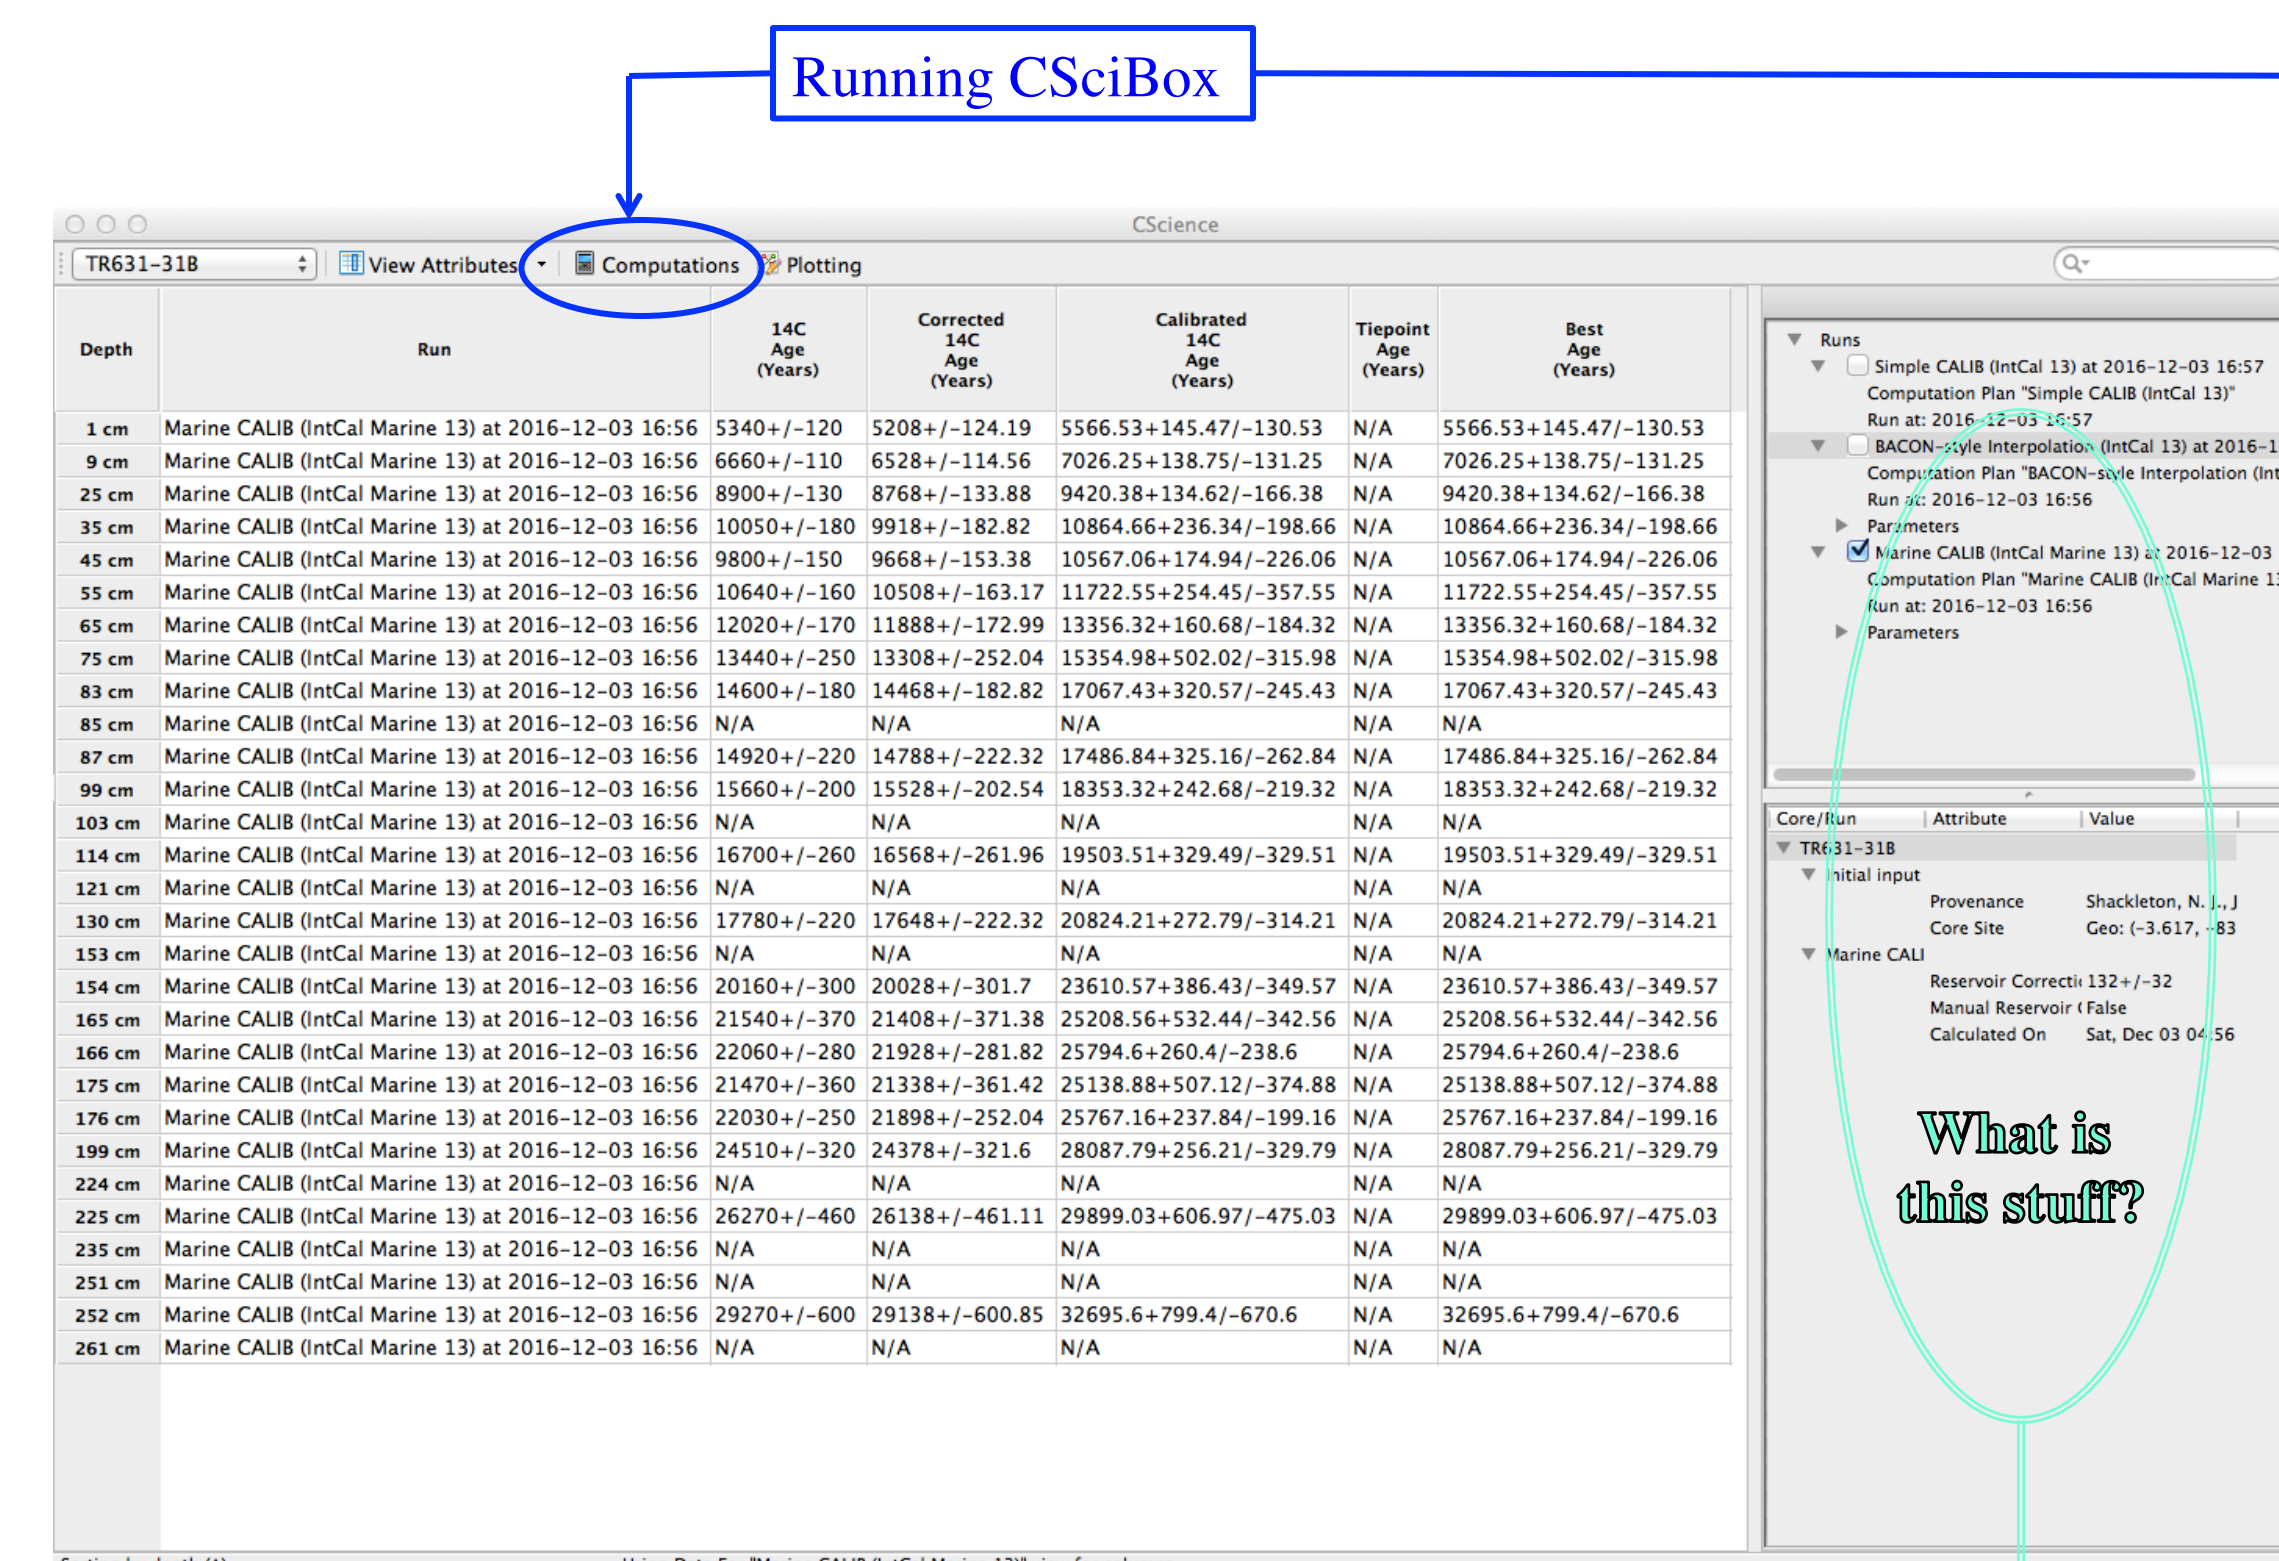 Running CSciBox
CScience
TR631-31B View Attributes Computations Plotting
Depth Run 14C Age (Years) Corrected 14C Age (Years) Calibrated 14C Age (Years) Tiepoint Age (Years) Best Age (Years)
1 cm Marine CALIB (IntCal Marine 13) at 2016-12-03 16:56 5340+/-120 5208+/-124.19 5566.53+145.47/-130.53 N/A 5566.53+145.47/-130.53
9 cm Marine CALIB (IntCal Marine 13) at 2016-12-03 16:56 6660+/-110 6528+/-114.56 7026.25+138.75/-131.25 N/A 7026.25+138.75/-131.25
25 cm Marine CALIB (IntCal Marine 13) at 2016-12-03 16:56 8900+/-130 8768+/-133.88 9420.38+134.62/-166.38 N/A 9420.38+134.62/-166.38
35 cm Marine CALIB (IntCal Marine 13) at 2016-12-03 16:56 10050+/-180 9918+/-182.82 10864.66+236.34/-198.66 N/A 10864.66+236.34/-198.66
45 cm Marine CALIB (IntCal Marine 13) at 2016-12-03 16:56 9800+/-150 9668+/-153.38 10567.06+174.94/-226.06 N/A 10567.06+174.94/-226.06
55 cm Marine CALIB (IntCal Marine 13) at 2016-12-03 16:56 10640+/-160 10508+/-163.17 11722.55+254.45/-357.55 N/A 11722.55+254.45/-357.55
65 cm Marine CALIB (IntCal Marine 13) at 2016-12-03 16:56 12020+/-170 11888+/-172.99 13356.32+160.68/-184.32 N/A 13356.32+160.68/-184.32
75 cm Marine CALIB (IntCal Marine 13) at 2016-12-03 16:56 13440+/-250 13308+/-252.04 15354.98+502.02/-315.98 N/A 15354.98+502.02/-315.98
83 cm Marine CALIB (IntCal Marine 13) at 2016-12-03 16:56 14600+/-180 14468+/-182.82 17067.43+320.57/-245.43 N/A 17067.43+320.57/-245.43
85 cm Marine CALIB (IntCal Marine 13) at 2016-12-03 16:56 N/A N/A N/A N/A N/A
87 cm Marine CALIB (IntCal Marine 13) at 2016-12-03 16:56 14920+/-220 14788+/-222.32 17486.84+325.16/-262.84 N/A 17486.84+325.16/-262.84
99 cm Marine CALIB (IntCal Marine 13) at 2016-12-03 16:56 15660+/-200 15528+/-202.54 18353.32+242.68/-219.32 N/A 18353.32+242.68/-219.32
103 cm Marine CALIB (IntCal Marine 13) at 2016-12-03 16:56 N/A N/A N/A N/A N/A
114 cm Marine CALIB (IntCal Marine 13) at 2016-12-03 16:56 16700+/-260 16568+/-261.96 19503.51+329.49/-329.51 N/A 19503.51+329.49/-329.51
121 cm Marine CALIB (IntCal Marine 13) at 2016-12-03 16:56 N/A N/A N/A N/A N/A
130 cm Marine CALIB (IntCal Marine 13) at 2016-12-03 16:56 17780+/-220 17648+/-222.32 20824.21+272.79/-314.21 N/A 20824.21+272.79/-314.21
153 cm Marine CALIB (IntCal Marine 13) at 2016-12-03 16:56 N/A N/A N/A N/A N/A
154 cm Marine CALIB (IntCal Marine 13) at 2016-12-03 16:56 20160+/-300 20028+/-301.7 23610.57+386.43/-349.57 N/A 23610.57+386.43/-349.57
165 cm Marine CALIB (IntCal Marine 13) at 2016-12-03 16:56 21540+/-370 21408+/-371.38 25208.56+532.44/-342.56 N/A 25208.56+532.44/-342.56
166 cm Marine CALIB (IntCal Marine 13) at 2016-12-03 16:56 22060+/-280 21928+/-281.82 25794.6+260.4/-238.6 N/A 25794.6+260.4/-238.6
175 cm Marine CALIB (IntCal Marine 13) at 2016-12-03 16:56 21470+/-360 21338+/-361.42 25138.88+507.12/-374.88 N/A 25138.88+507.12/-374.88
176 cm Marine CALIB (IntCal Marine 13) at 2016-12-03 16:56 22030+/-250 21898+/-252.04 25767.16+237.84/-199.16 N/A 25767.16+237.84/-199.16
199 cm Marine CALIB (IntCal Marine 13) at 2016-12-03 16:56 24510+/-320 24378+/-321.6 28087.79+256.21/-329.79 N/A 28087.79+256.21/-329.79
224 cm Marine CALIB (IntCal Marine 13) at 2016-12-03 16:56 N/A N/A N/A N/A N/A
225 cm Marine CALIB (IntCal Marine 13) at 2016-12-03 16:56 26270+/-460 26138+/-461.11 29899.03+606.97/-475.03 N/A 29899.03+606.97/-475.03
235 cm Marine CALIB (IntCal Marine 13) at 2016-12-03 16:56 N/A N/A N/A N/A N/A
251 cm Marine CALIB (IntCal Marine 13) at 2016-12-03 16:56 N/A N/A N/A N/A N/A
252 cm Marine CALIB (IntCal Marine 13) at 2016-12-03 16:56 29270+/-600 29138+/-600.85 32695.6+799.4/-670.6 N/A 32695.6+799.4/-670.6
261 cm Marine CALIB (IntCal Marine 13) at 2016-12-03 16:56 N/A N/A N/A N/A N/A
Runs
Simple CALIB (IntCal 13) at 2016-12-03 16:57
Computation Plan "Simple CALIB (IntCal 13)"
Run at: 2016-12-03 16:57
BACON-style Interpolation (IntCal 13) at 2016-1
Computation Plan "BACON-style Interpolation (Int
Run at: 2016-12-03 16:56
Parameters
Marine CALIB (IntCal Marine 13) at 2016-12-03
Computation Plan "Marine CALIB (IntCal Marine 13
Run at: 2016-12-03 16:56
Parameters
Core/Run Attribute Value
TR631-31B
Initial input
Provenance Shackleton, N. J., J
Core Site Geo: (-3.617, -83
Marine CALI
Reservoir Correcti 132+/-32
Manual Reservoir ( False
Calculated On Sat, Dec 03 04:56
What is
this stuff?